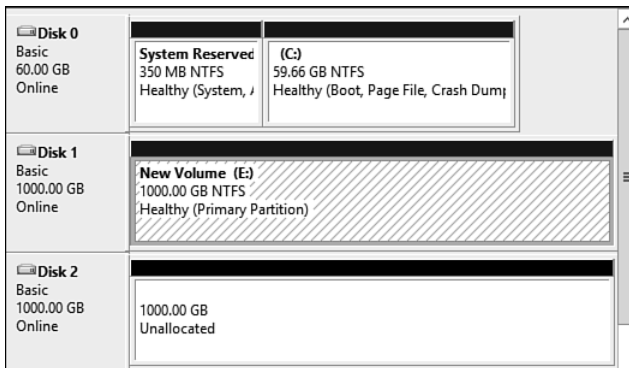 Disk 0
Basic
60.00 GB
Online
System Reserved
350 MB NTFS
Healthy (System, A
(C:)
59.66 GB NTFS
Healthy (Boot, Page File, Crash Dump
Disk 1
Basic
1000.00 GB
Online
New Volume (E:)
1000.00 GB NTFS
Healthy (Primary Partition)
Disk 2
Basic
1000.00 GB
Online
1000.00 GB
Unallocated